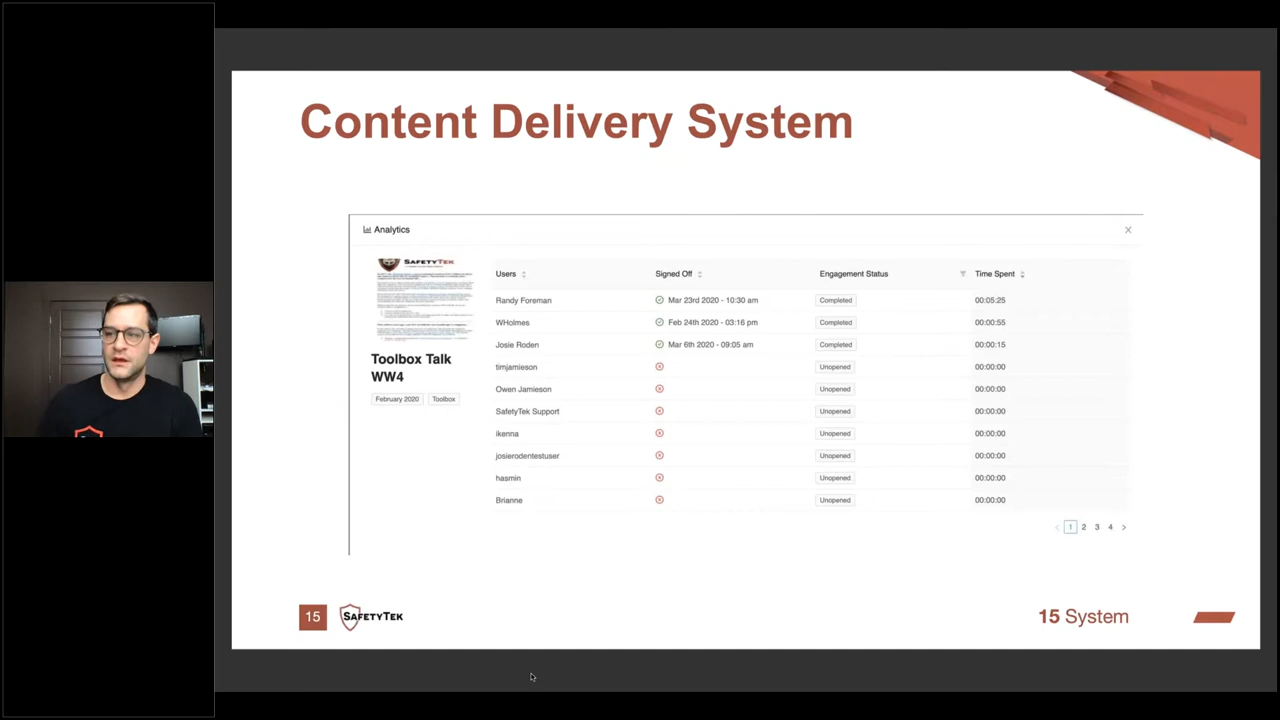 Content Delivery System
Analytics
SAFETYTEK
Users Signed Off Engagement Status Time Spent
Randy Foreman Mar 23rd 2020 - 10:30 am Completed 00:05:25
WHolmes Feb 24th 2020 - 03:16 pm Completed 00:00:55
Josie Roden Mar 6th 2020 - 09:05 am Completed 00:00:15
timjamieson Unopened 00:00:00
Owen Jamieson Unopened 00:00:00
SafetyTek Support Unopened 00:00:00
ikenna Unopened 00:00:00
josierodentestuser Unopened 00:00:00
hasmin Unopened 00:00:00
Brianne Unopened 00:00:00
Toolbox Talk
WW4
February 2020 Toolbox
1 2 3 4
15 SAFETYTEK
15 System